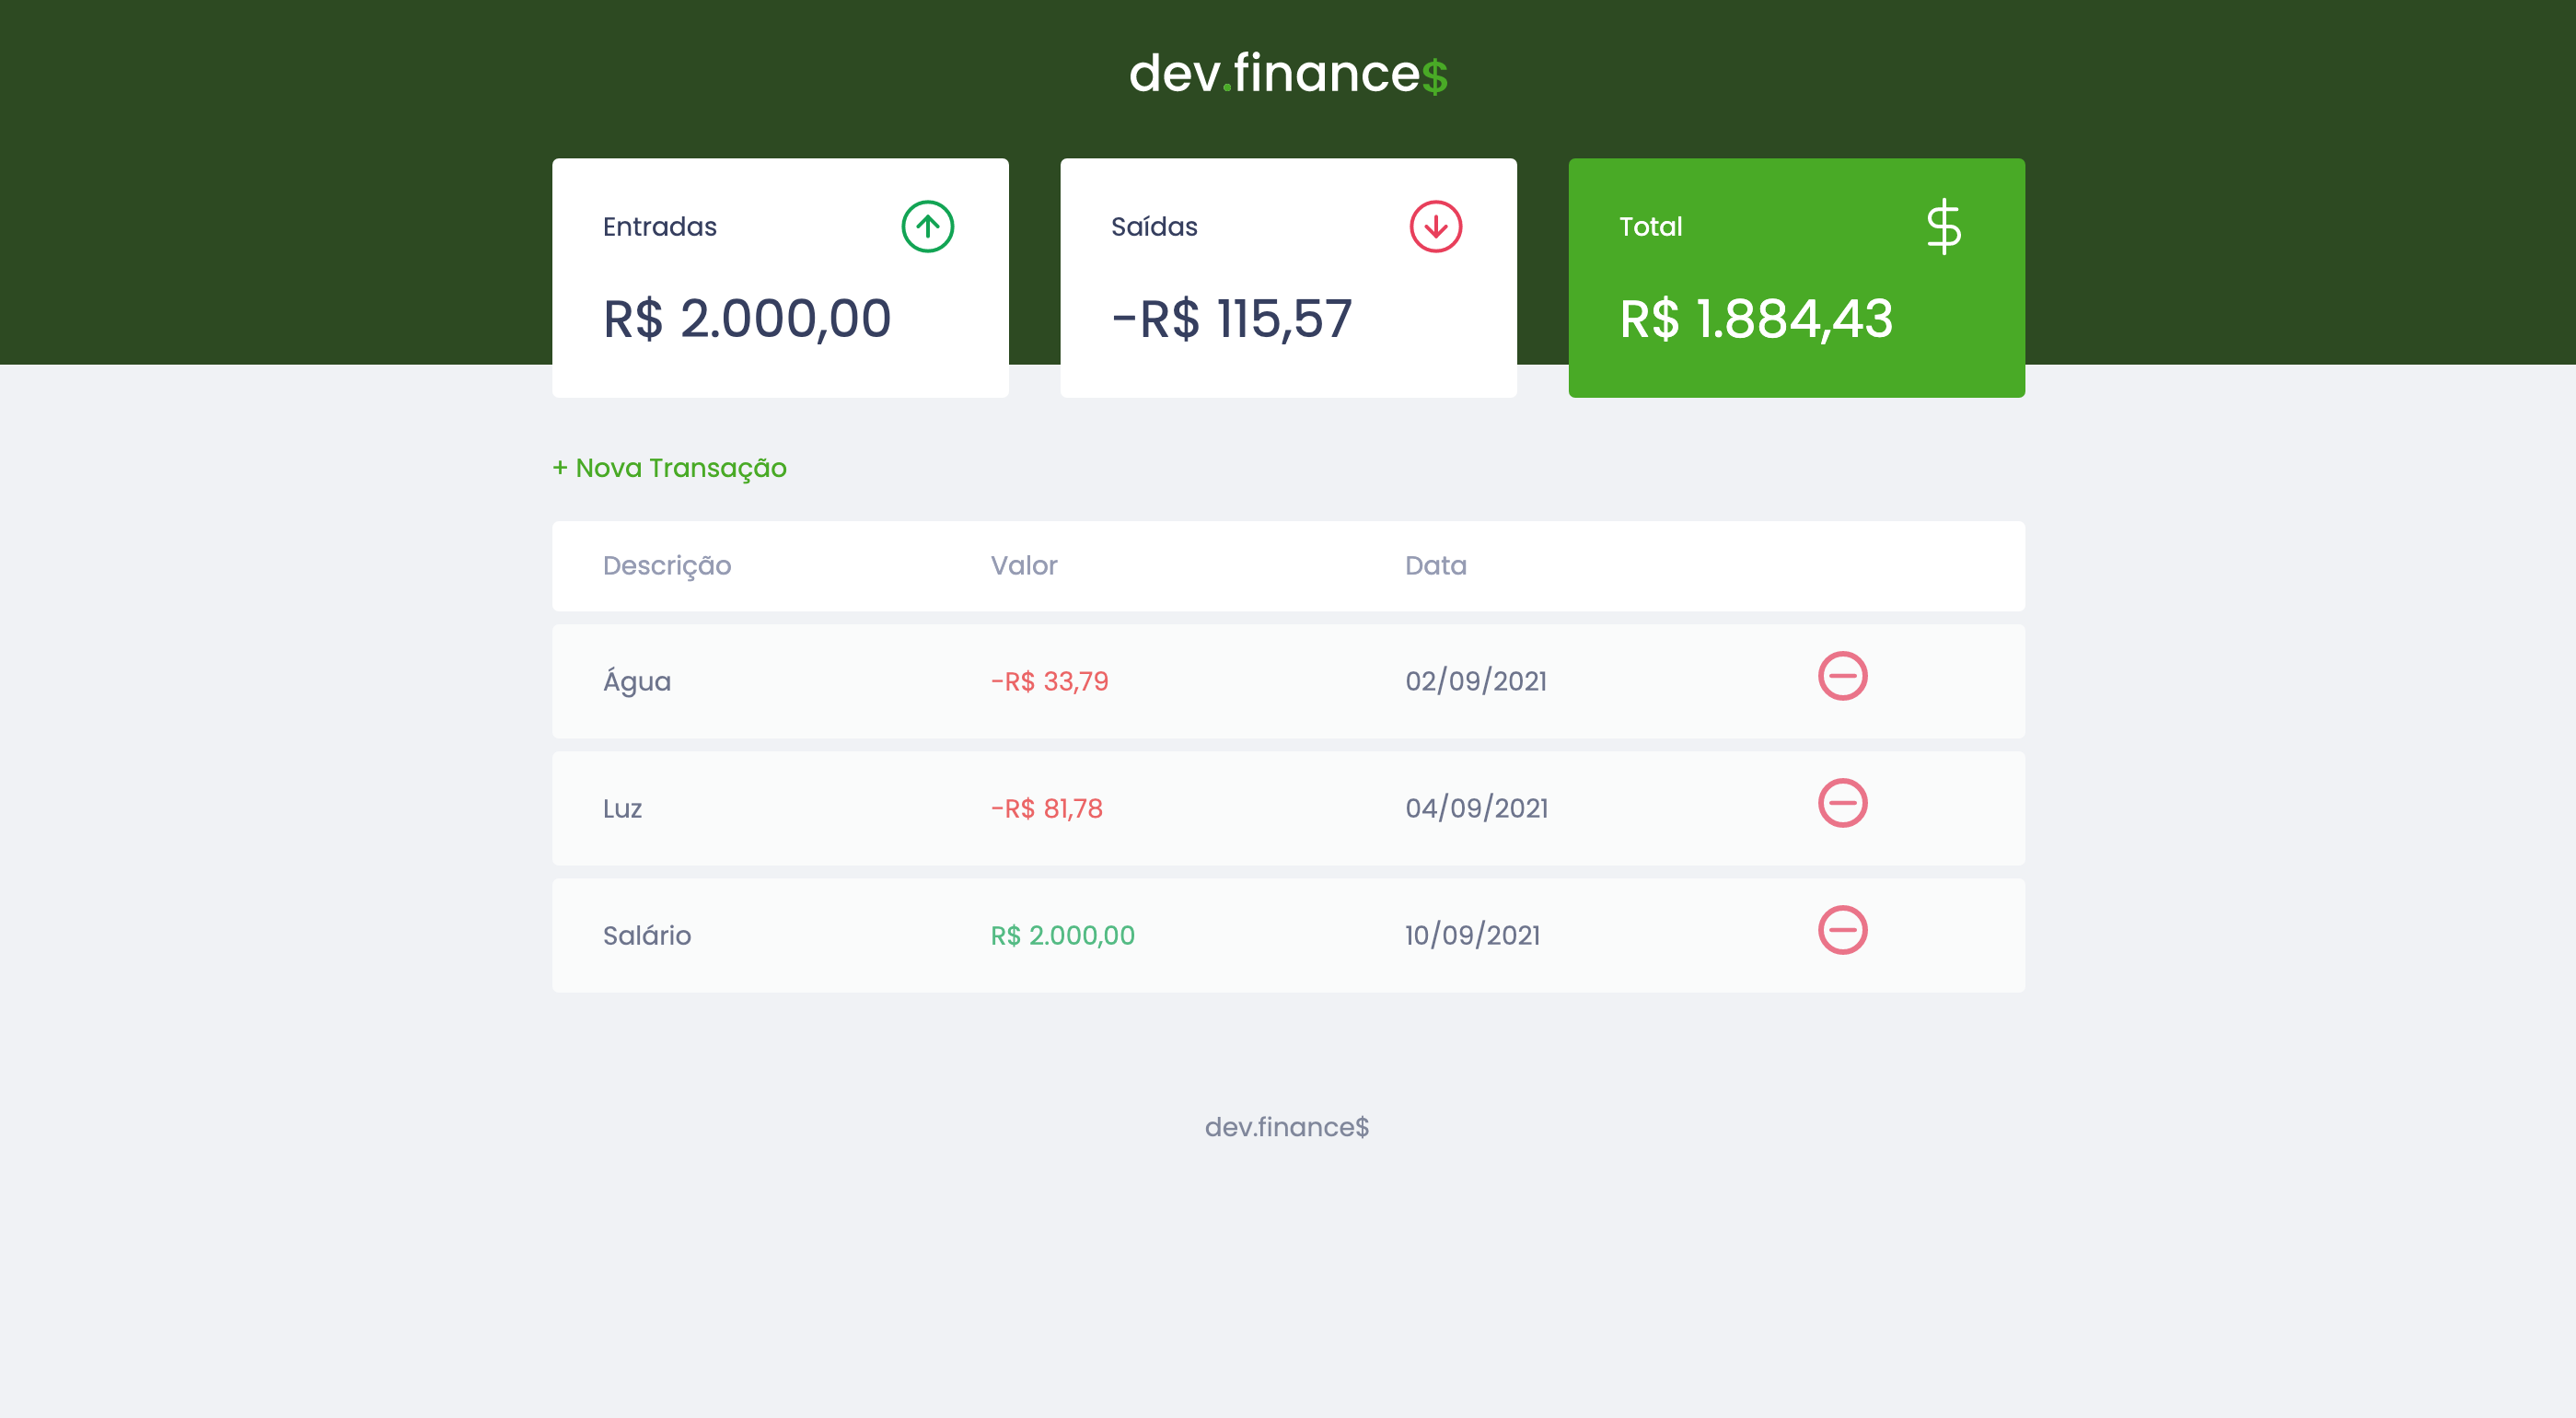 dev.finance$
Entradas
R$ 2.000,00
Saídas
-R$ 115,57
Total
$
R$ 1.884,43
+ Nova Transação
Descrição Valor Data
Água -R$ 33,79 02/09/2021
Luz -R$ 81,78 04/09/2021
Salário R$ 2.000,00 10/09/2021
dev.finance$